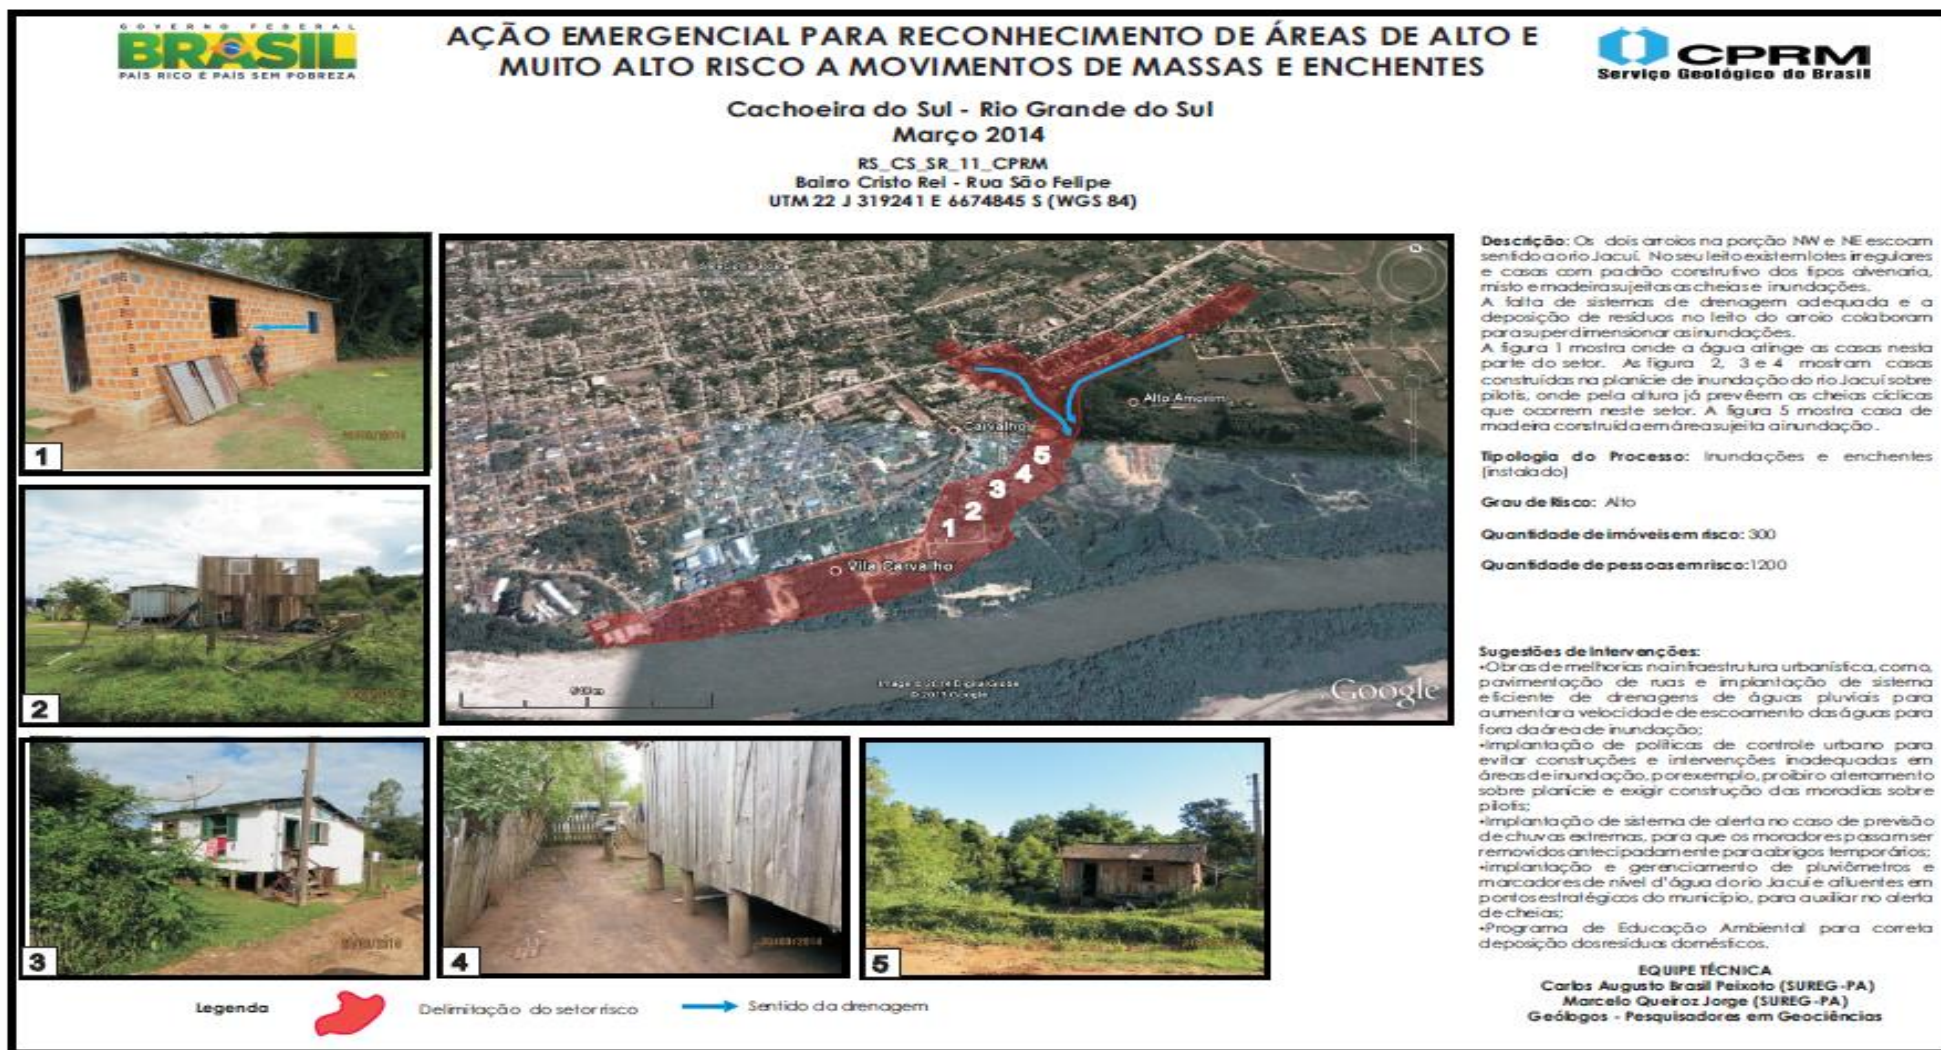 GOVERNO FEDERAL
BRASIL
PAÍS RICO É PAÍS SEM POBREZA
AÇÃO EMERGENCIAL PARA RECONHECIMENTO DE ÁREAS DE ALTO E
MUITO ALTO RISCO A MOVIMENTOS DE MASSAS E ENCHENTES
CPRM
Serviço Geológico do Brasil
Cachoeira do Sul - Rio Grande do Sul
Março 2014
RS_CS_SR_11_CPRM
Bairro Cristo Rei - Rua São Felipe
UTM 22 J 319241 E 6674845 S (WGS 84)
1
2
3
4
5
Alto Amorim
Carvalho
5
4
3
2
1
Vila Carvalho
Image © 2014 DigitalGlobe
© 2013 Google
Google
Descrição: Os dois arroios na porção NW e NE escoam
sentido ao rio Jacuí. No seu leito existem lotes irregulares
e casas com padrão construtivo dos tipos alvenaria,
misto e madeira sujeitas as cheias e inundações.
A falta de sistemas de drenagem adequada e a
deposição de resíduos no leito do arroio colaboram
para superdimensionar as inundações.
A figura 1 mostra onde a água atinge as casas nesta
parte do setor. As figura 2, 3 e 4 mostram casas
construídas na planície de inundação do rio Jacuí sobre
pilotis, onde pela altura já prevêem as cheias cíclicas
que ocorrem neste setor. A figura 5 mostra casa de
madeira construída em área sujeita a inundação.
Tipologia do Processo: Inundações e enchentes
(instalado)
Grau de Risco: Alto
Quantidade de imóveis em risco: 300
Quantidade de pessoas em risco: 1200
Sugestões de Intervenções:
•Obras de melhorias na infraestrutura urbanística, como,
pavimentação de ruas e implantação de sistema
eficiente de drenagens de águas pluviais para
aumentar a velocidade de escoamento das águas para
fora da área de inundação;
•Implantação de políticas de controle urbano para
evitar construções e intervenções inadequadas em
áreas de inundação, por exemplo, proibir o aterramento
sobre planície e exigir construção das moradias sobre
pilotis;
•Implantação de sistema de alerta no caso de previsão
de chuvas extremas, para que os moradores possam ser
removidos antecipadamente para abrigos temporários;
•Implantação e gerenciamento de pluviômetros e
marcadores de nível d'água do rio Jacuí e afluentes em
pontos estratégicos do município, para auxiliar no alerta
de cheias;
•Programa de Educação Ambiental para correta
deposição dos resíduos domésticos.
EQUIPE TÉCNICA
Carlos Augusto Brasil Peixoto (SUREG-PA)
Marcelo Queiroz Jorge (SUREG-PA)
Geólogos - Pesquisadores em Geociências
Legenda
Delimitação do setor risco
Sentido da drenagem